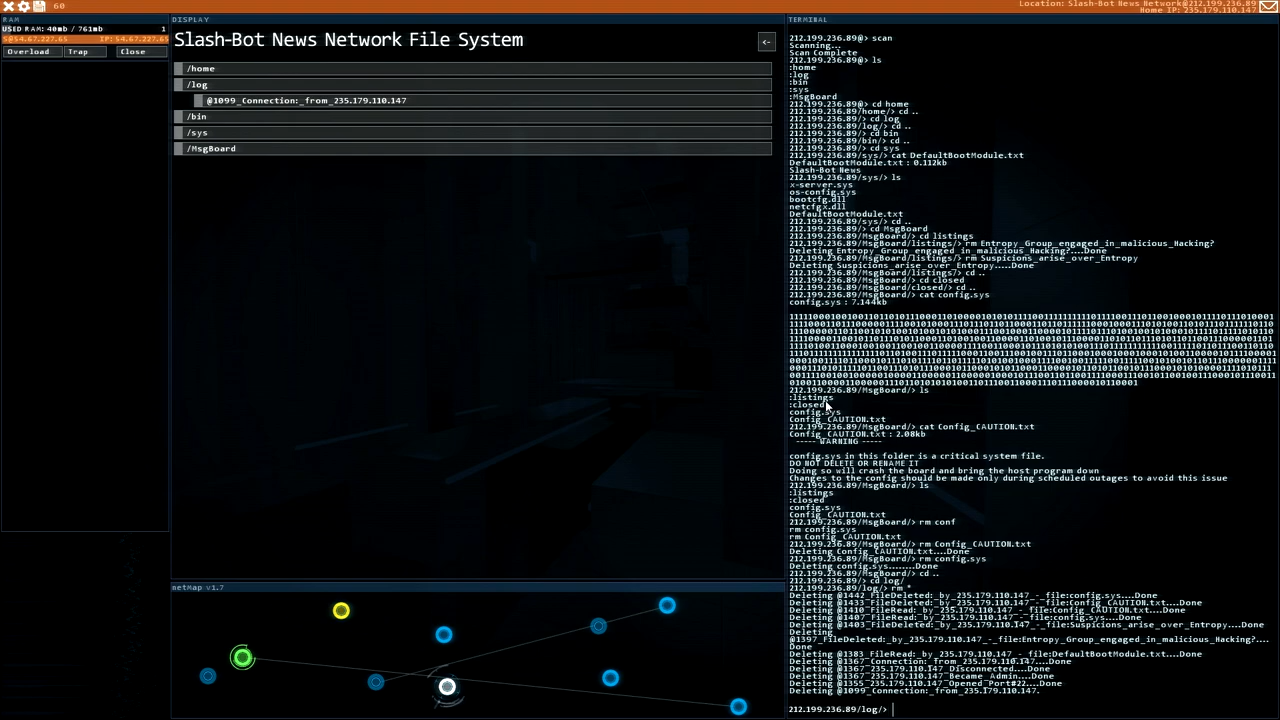 60
Location: Slash-Bot News Network@212.199.236.89
Home IP: 235.179.110.147
RAM
USED RAM: 40mb / 761mb 1
IP: 54.67.227.65
Overload
Trap
Close
DISPLAY
Slash-Bot News Network File System
<-
/home
/log
@1099_Connection:_from_235.179.110.147
/bin
/sys
/MsgBoard
netMap v1.7
TERMINAL
212.199.236.89@> scan
Scanning...
Scan Complete
212.199.236.89@> ls
:home
:log
:bin
:sys
:MsgBoard
212.199.236.89@> cd home
212.199.236.89/home/> cd ..
212.199.236.89@> cd log
212.199.236.89/log/> cd ..
212.199.236.89@> cd bin
212.199.236.89/bin/> cd ..
212.199.236.89@> cd sys
212.199.236.89/sys/> cat DefaultBootModule.txt
DefaultBootModule.txt : 0.112kb
Slash-Bot News
212.199.236.89/sys/> ls
x-server.sys
os-config.sys
bootcfg.dll
netcfgx.dll
DefaultBootModule.txt
212.199.236.89/sys/> cd ..
212.199.236.89@> cd MsgBoard
212.199.236.89/MsgBoard/> cd listings
212.199.236.89/MsgBoard/listings/> rm Entropy_Group_engaged_in_malicious_Hacking?
Deleting Entropy_Group_engaged_in_malicious_Hacking?....Done
212.199.236.89/MsgBoard/listings/> rm Suspicions_arise_over_Entropy
Deleting Suspicions_arise_over_Entropy.....Done
212.199.236.89/MsgBoard/listings/> cd ..
212.199.236.89/MsgBoard/> cd closed
212.199.236.89/MsgBoard/closed/> cd ..
212.199.236.89/MsgBoard/> cat config.sys
config.sys : 7.144kb
212.199.236.89/MsgBoard/> ls
:listings
:closed
config.sys
Config_CAUTION.txt
212.199.236.89/MsgBoard/> cat Config_CAUTION.txt
Config_CAUTION.txt : 2.08kb
----- WARNING -----
config.sys in this folder is a critical system file.
DO NOT DELETE OR RENAME IT
Doing so will crash the board and bring the host program down
Changes to the config should be made only during scheduled outages to avoid this issue
212.199.236.89/MsgBoard/> ls
:listings
:closed
config.sys
Config_CAUTION.txt
212.199.236.89/MsgBoard/> rm conf
rm config.sys
rm Config_CAUTION.txt
212.199.236.89/MsgBoard/> rm Config_CAUTION.txt
Deleting Config_CAUTION.txt....Done
212.199.236.89/MsgBoard/> rm config.sys
Deleting config.sys........Done
212.199.236.89/MsgBoard/> cd ..
212.199.236.89@> cd log/
212.199.236.89/log/> rm *
Deleting @1442_FileDeleted:_by_235.179.110.147_-_file:config.sys....Done
Deleting @1433_FileDeleted:_by_235.179.110.147_-_file:Config_CAUTION.txt....Done
Deleting @1410_FileRead:_by_235.179.110.147_-_file:Config_CAUTION.txt....Done
Deleting @1407_FileRead:_by_235.179.110.147_-_file:config.sys....Done
Deleting @1403_FileDeleted:_by_235.179.110.147_-_file:Suspicions_arise_over_Entropy....Done
Deleting
@1397_FileDeleted:_by_235.179.110.147_-_file:Entropy_Group_engaged_in_malicious_Hacking?....
Done
Deleting @1383_FileRead:_by_235.179.110.147_-_file:DefaultBootModule.txt....Done
Deleting @1367_Connection:_from_235.179.110.147....Done
Deleting @1367_235.179.110.147_Disconnected....Done
Deleting @1367_235.179.110.147_Became_Admin....Done
Deleting @1355_235.179.110.147_Opened_Port#22....Done
Deleting @1099_Connection:_from_235.179.110.147.
212.199.236.89/log/>